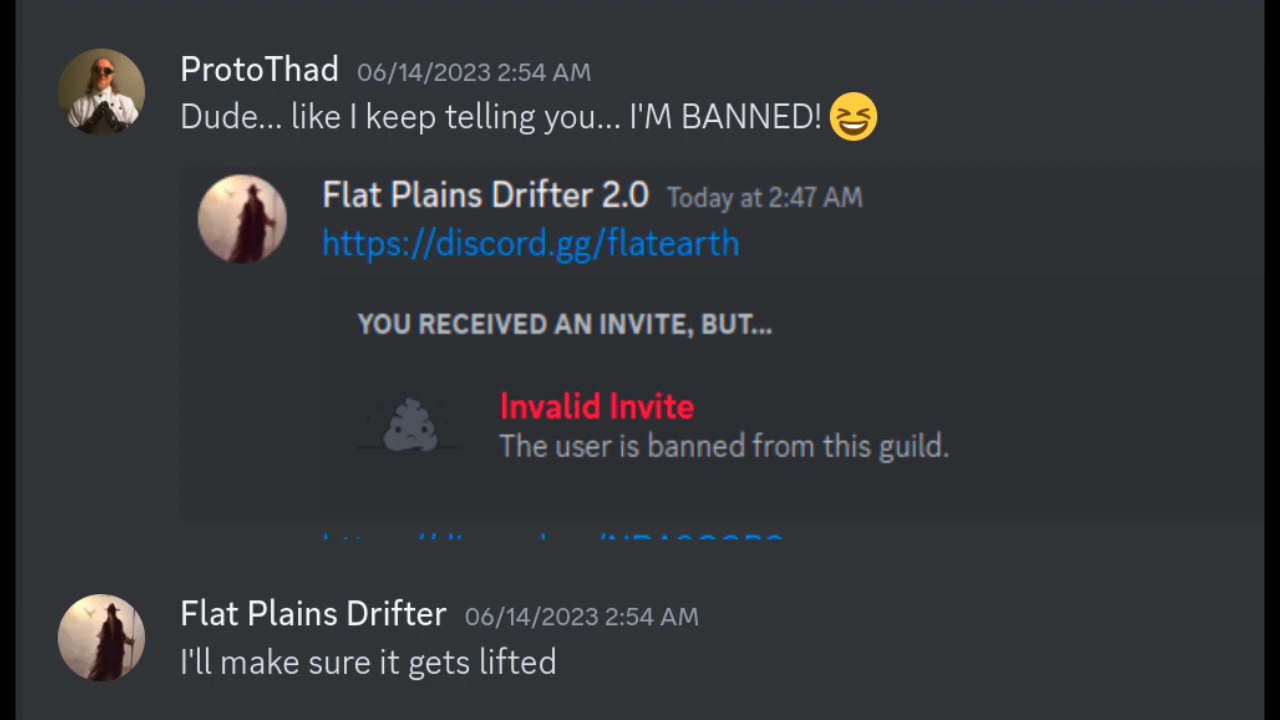 ProtoThad 06/14/2023 2:54 AM
Dude... like I keep telling you... I'M BANNED!
Flat Plains Drifter 2.0 Today at 2:47 AM
https://discord.gg/flatearth
YOU RECEIVED AN INVITE, BUT...
Invalid Invite
The user is banned from this guild.
Flat Plains Drifter 06/14/2023 2:54 AM
I'll make sure it gets lifted